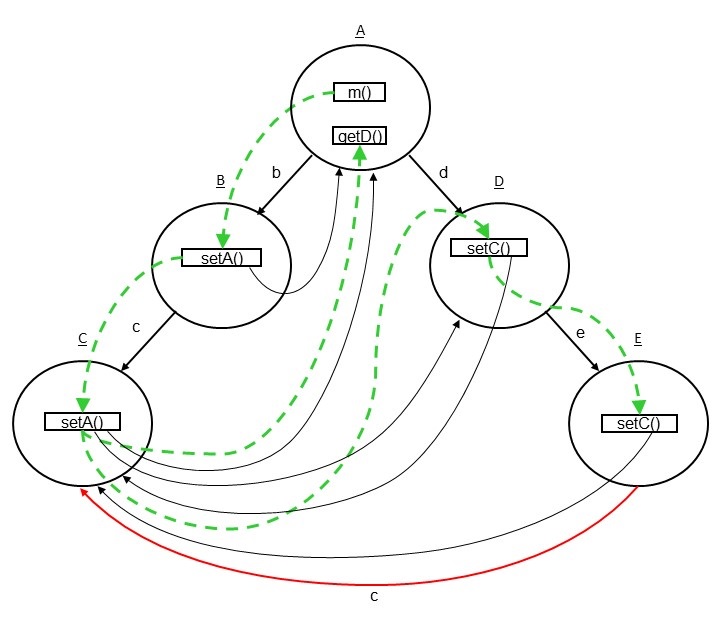 A
m()
getD()
b
d
B
D
setA()
setC()
c
e
C
E
setA()
setC()
c